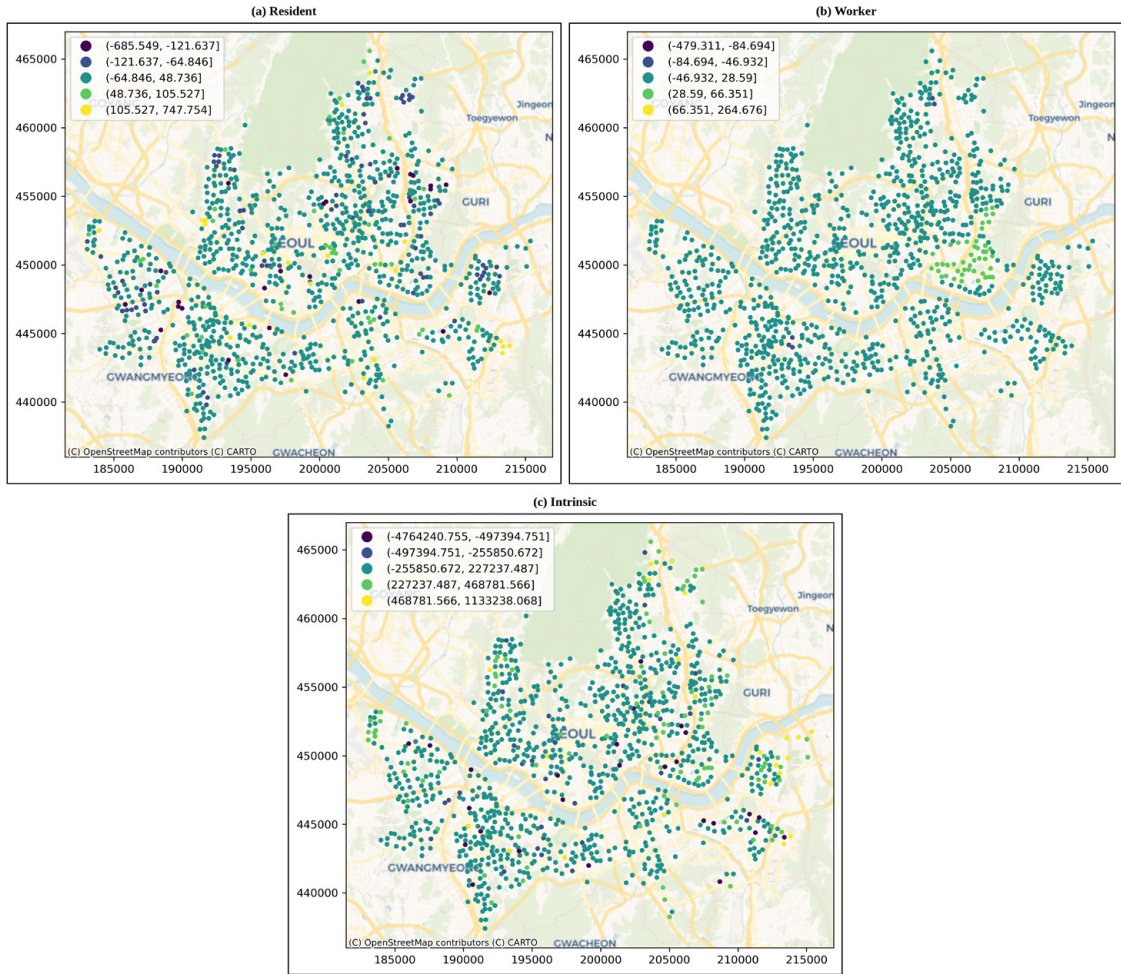 (a) Resident
(-685.549, -121.637]
(-121.637, -64.846]
(-64.846, 48.736]
(48.736, 105.527]
(105.527, 747.754]
465000
460000
455000
450000
445000
440000
Jingeon
Toegyewon
N
GURI
EOUL
GWANGMYEONG
GWACHEON
(C) OpenStreetMap contributors (C) CARTO
185000 190000 195000 200000 205000 210000 215000
(b) Worker
(-479.311, -84.694]
(-84.694, -46.932]
(-46.932, 28.59]
(28.59, 66.351]
(66.351, 264.676]
465000
460000
455000
450000
445000
440000
Jingeon
Toegyewon
N
GURI
SEOUL
GWANGMYEONG
GWACHEON
(C) OpenStreetMap contributors (C) CARTO
185000 190000 195000 200000 205000 210000 215000
(c) Intrinsic
(-4764240.755, -497394.751]
(-497394.751, -255850.672]
(-255850.672, 227237.487]
(227237.487, 468781.566]
(468781.566, 1133238.068]
465000
460000
455000
450000
445000
440000
Jingeon
Toegyewon
N
GURI
SEOUL
GWANGMYEONG
GWACHEON
(C) OpenStreetMap contributors (C) CARTO
185000 190000 195000 200000 205000 210000 215000